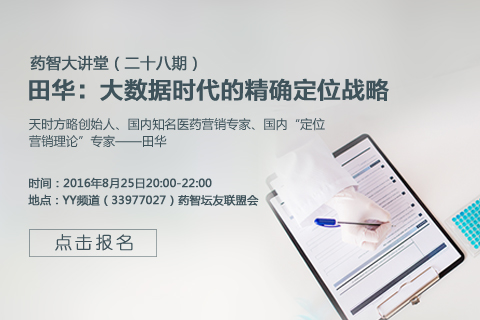 药智大讲堂（二十八期）
田华：大数据时代的精确定位战略
天时方略创始人、国内知名医药营销专家、国内“定位
营销理论”专家——田华
时间：2016年8月25日20:00-22:00
地点：YY频道（33977027）药智坛友联盟会
点击报名